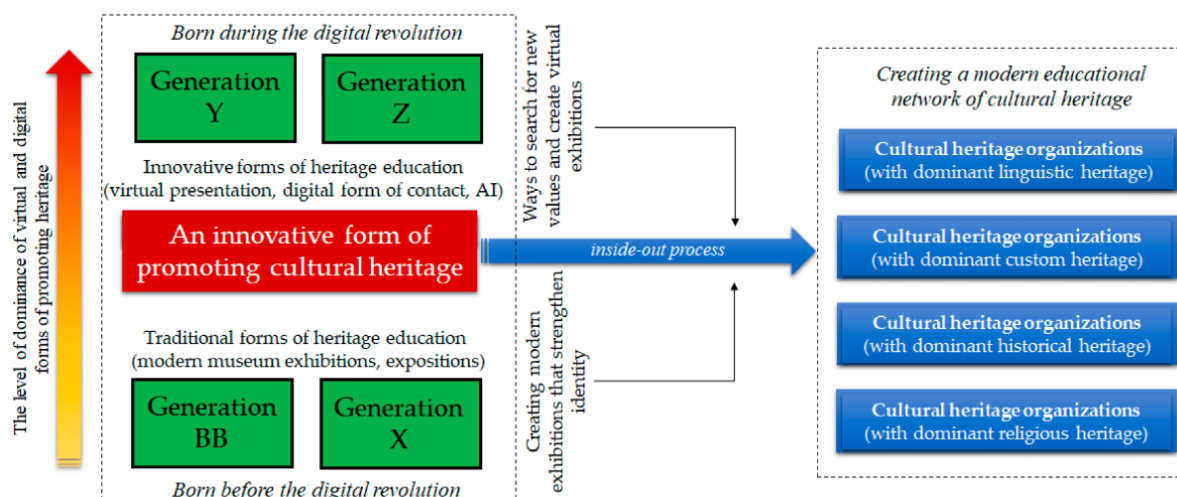 The level of dominance of virtual and digital
forms of promoting heritage
Born during the digital revolution
Generation
Y
Generation
Z
Innovative forms of heritage education
(virtual presentation, digital form of contact, AI)
An innovative form of
promoting cultural heritage
Traditional forms of heritage education
(modern museum exhibitions, expositions)
Generation
BB
Generation
X
Born before the digital revolution
Ways to search for new
values and create virtual
exhibitions
inside-out process
Creating modern
exhibitions that strengthen
identity
Creating a modern educational
network of cultural heritage
Cultural heritage organizations
(with dominant linguistic heritage)
Cultural heritage organizations
(with dominant custom heritage)
Cultural heritage organizations
(with dominant historical heritage)
Cultural heritage organizations
(with dominant religious heritage)